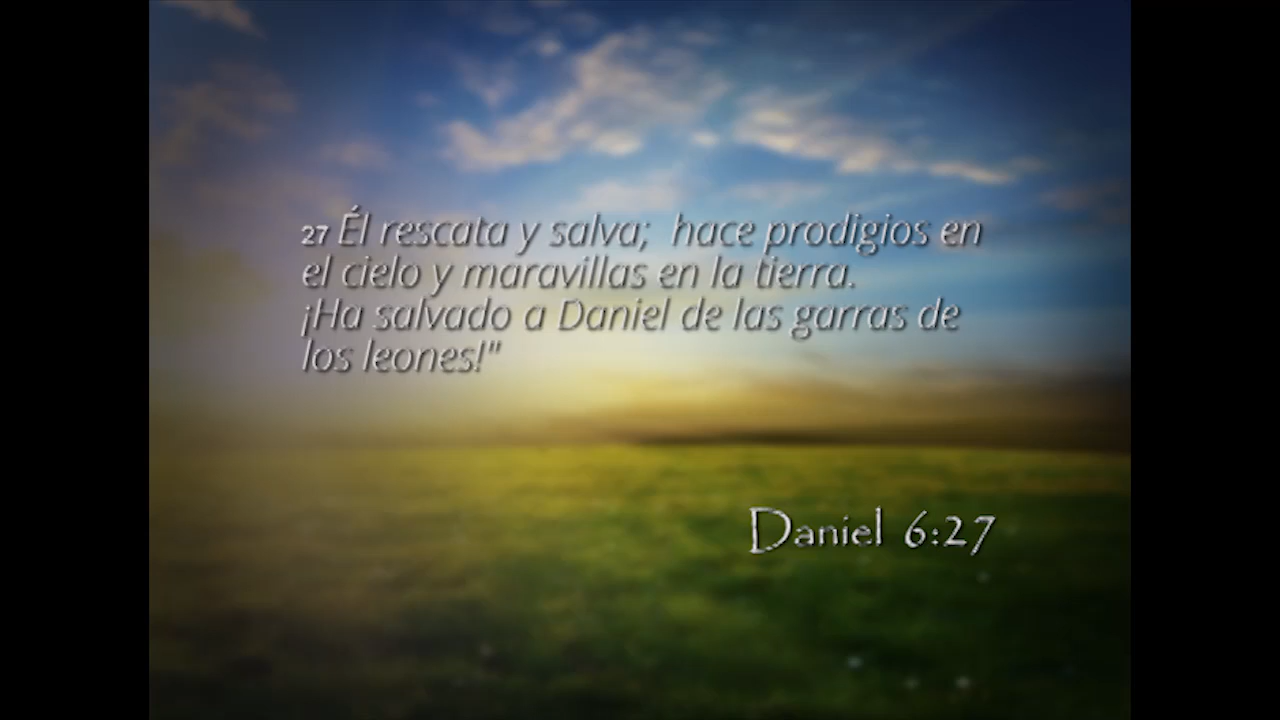 27 Él rescata y salva;  hace prodigios en
el cielo y maravillas en la tierra.
¡Ha salvado a Daniel de las garras de
los leones!"
Daniel 6:27